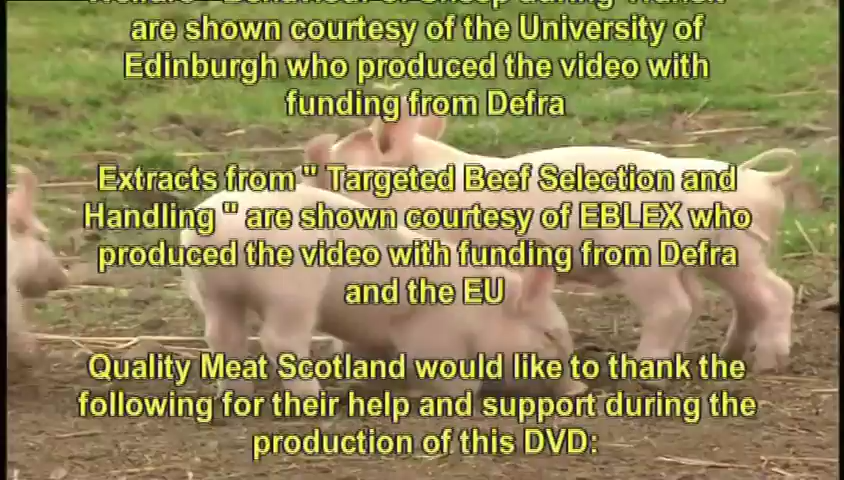 are shown courtesy of the University of
Edinburgh who produced the video with
funding from Defra
Extracts from " Targeted Beef Selection and
Handling " are shown courtesy of EBLEX who
produced the video with funding from Defra
and the EU
Quality Meat Scotland would like to thank the
following for their help and support during the
production of this DVD: